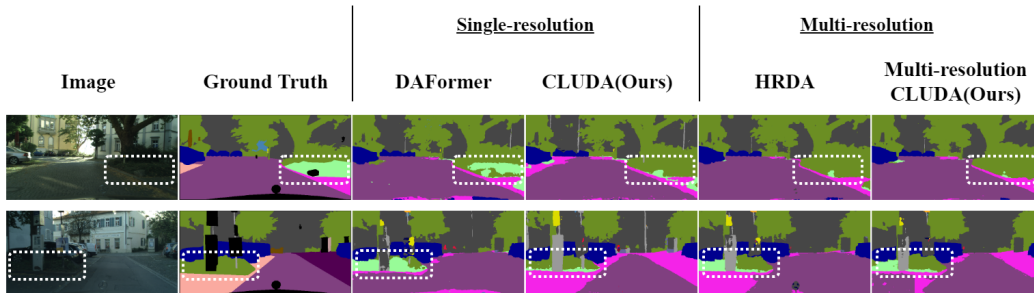 Single-resolution
Multi-resolution
Image
Ground Truth
DAFormer
CLUDA(Ours)
HRDA
Multi-resolution
CLUDA(Ours)